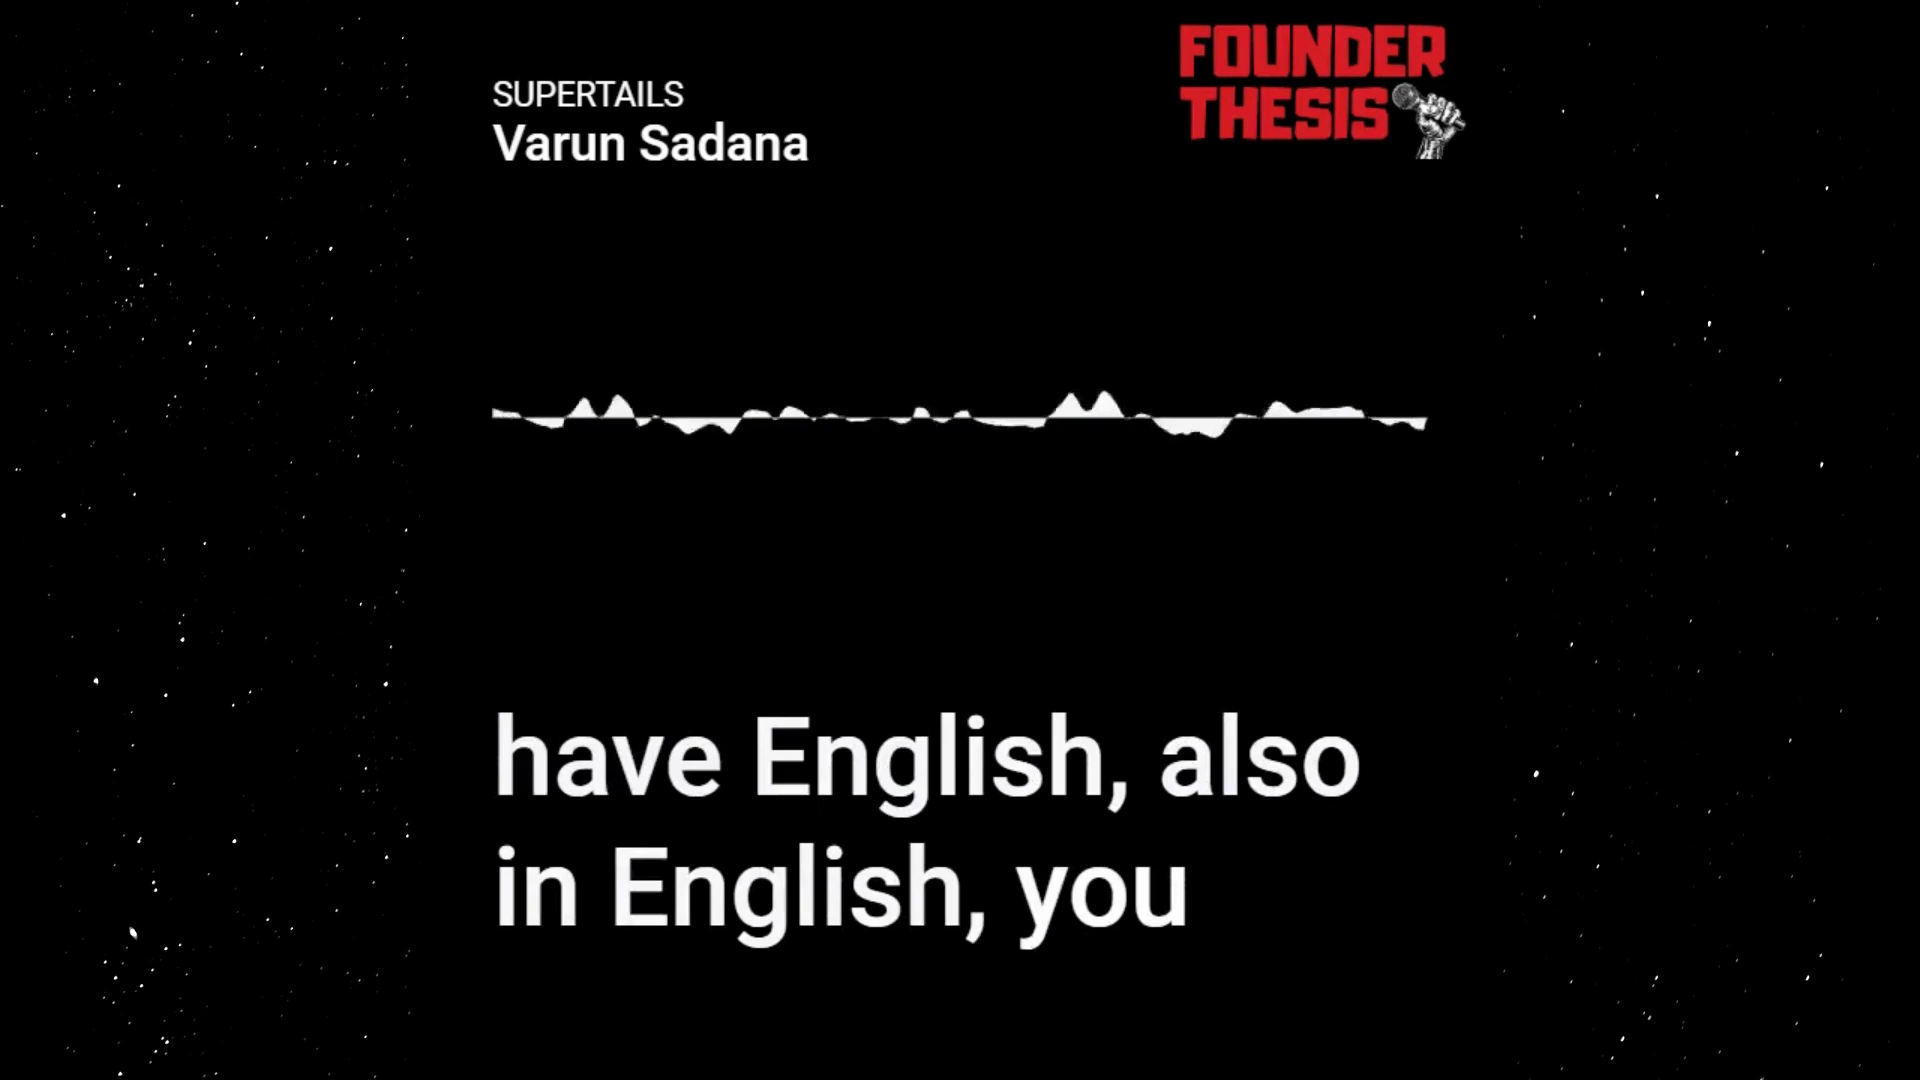 SUPERTAILS
Varun Sadana
FOUNDER
THESIS
have English, also
in English, you